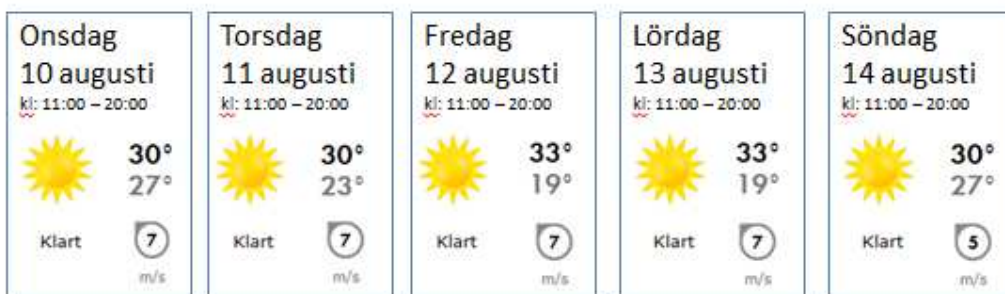 Onsdag
10 augusti
kl: 11:00 – 20:00
30°
27°
Klart
7
m/s
Torsdag
11 augusti
kl: 11:00 – 20:00
30°
23°
Klart
7
m/s
Fredag
12 augusti
kl: 11:00 – 20:00
33°
19°
Klart
7
m/s
Lördag
13 augusti
kl: 11:00 – 20:00
33°
19°
Klart
7
m/s
Söndag
14 augusti
kl: 11:00 – 20:00
30°
27°
Klart
5
m/s